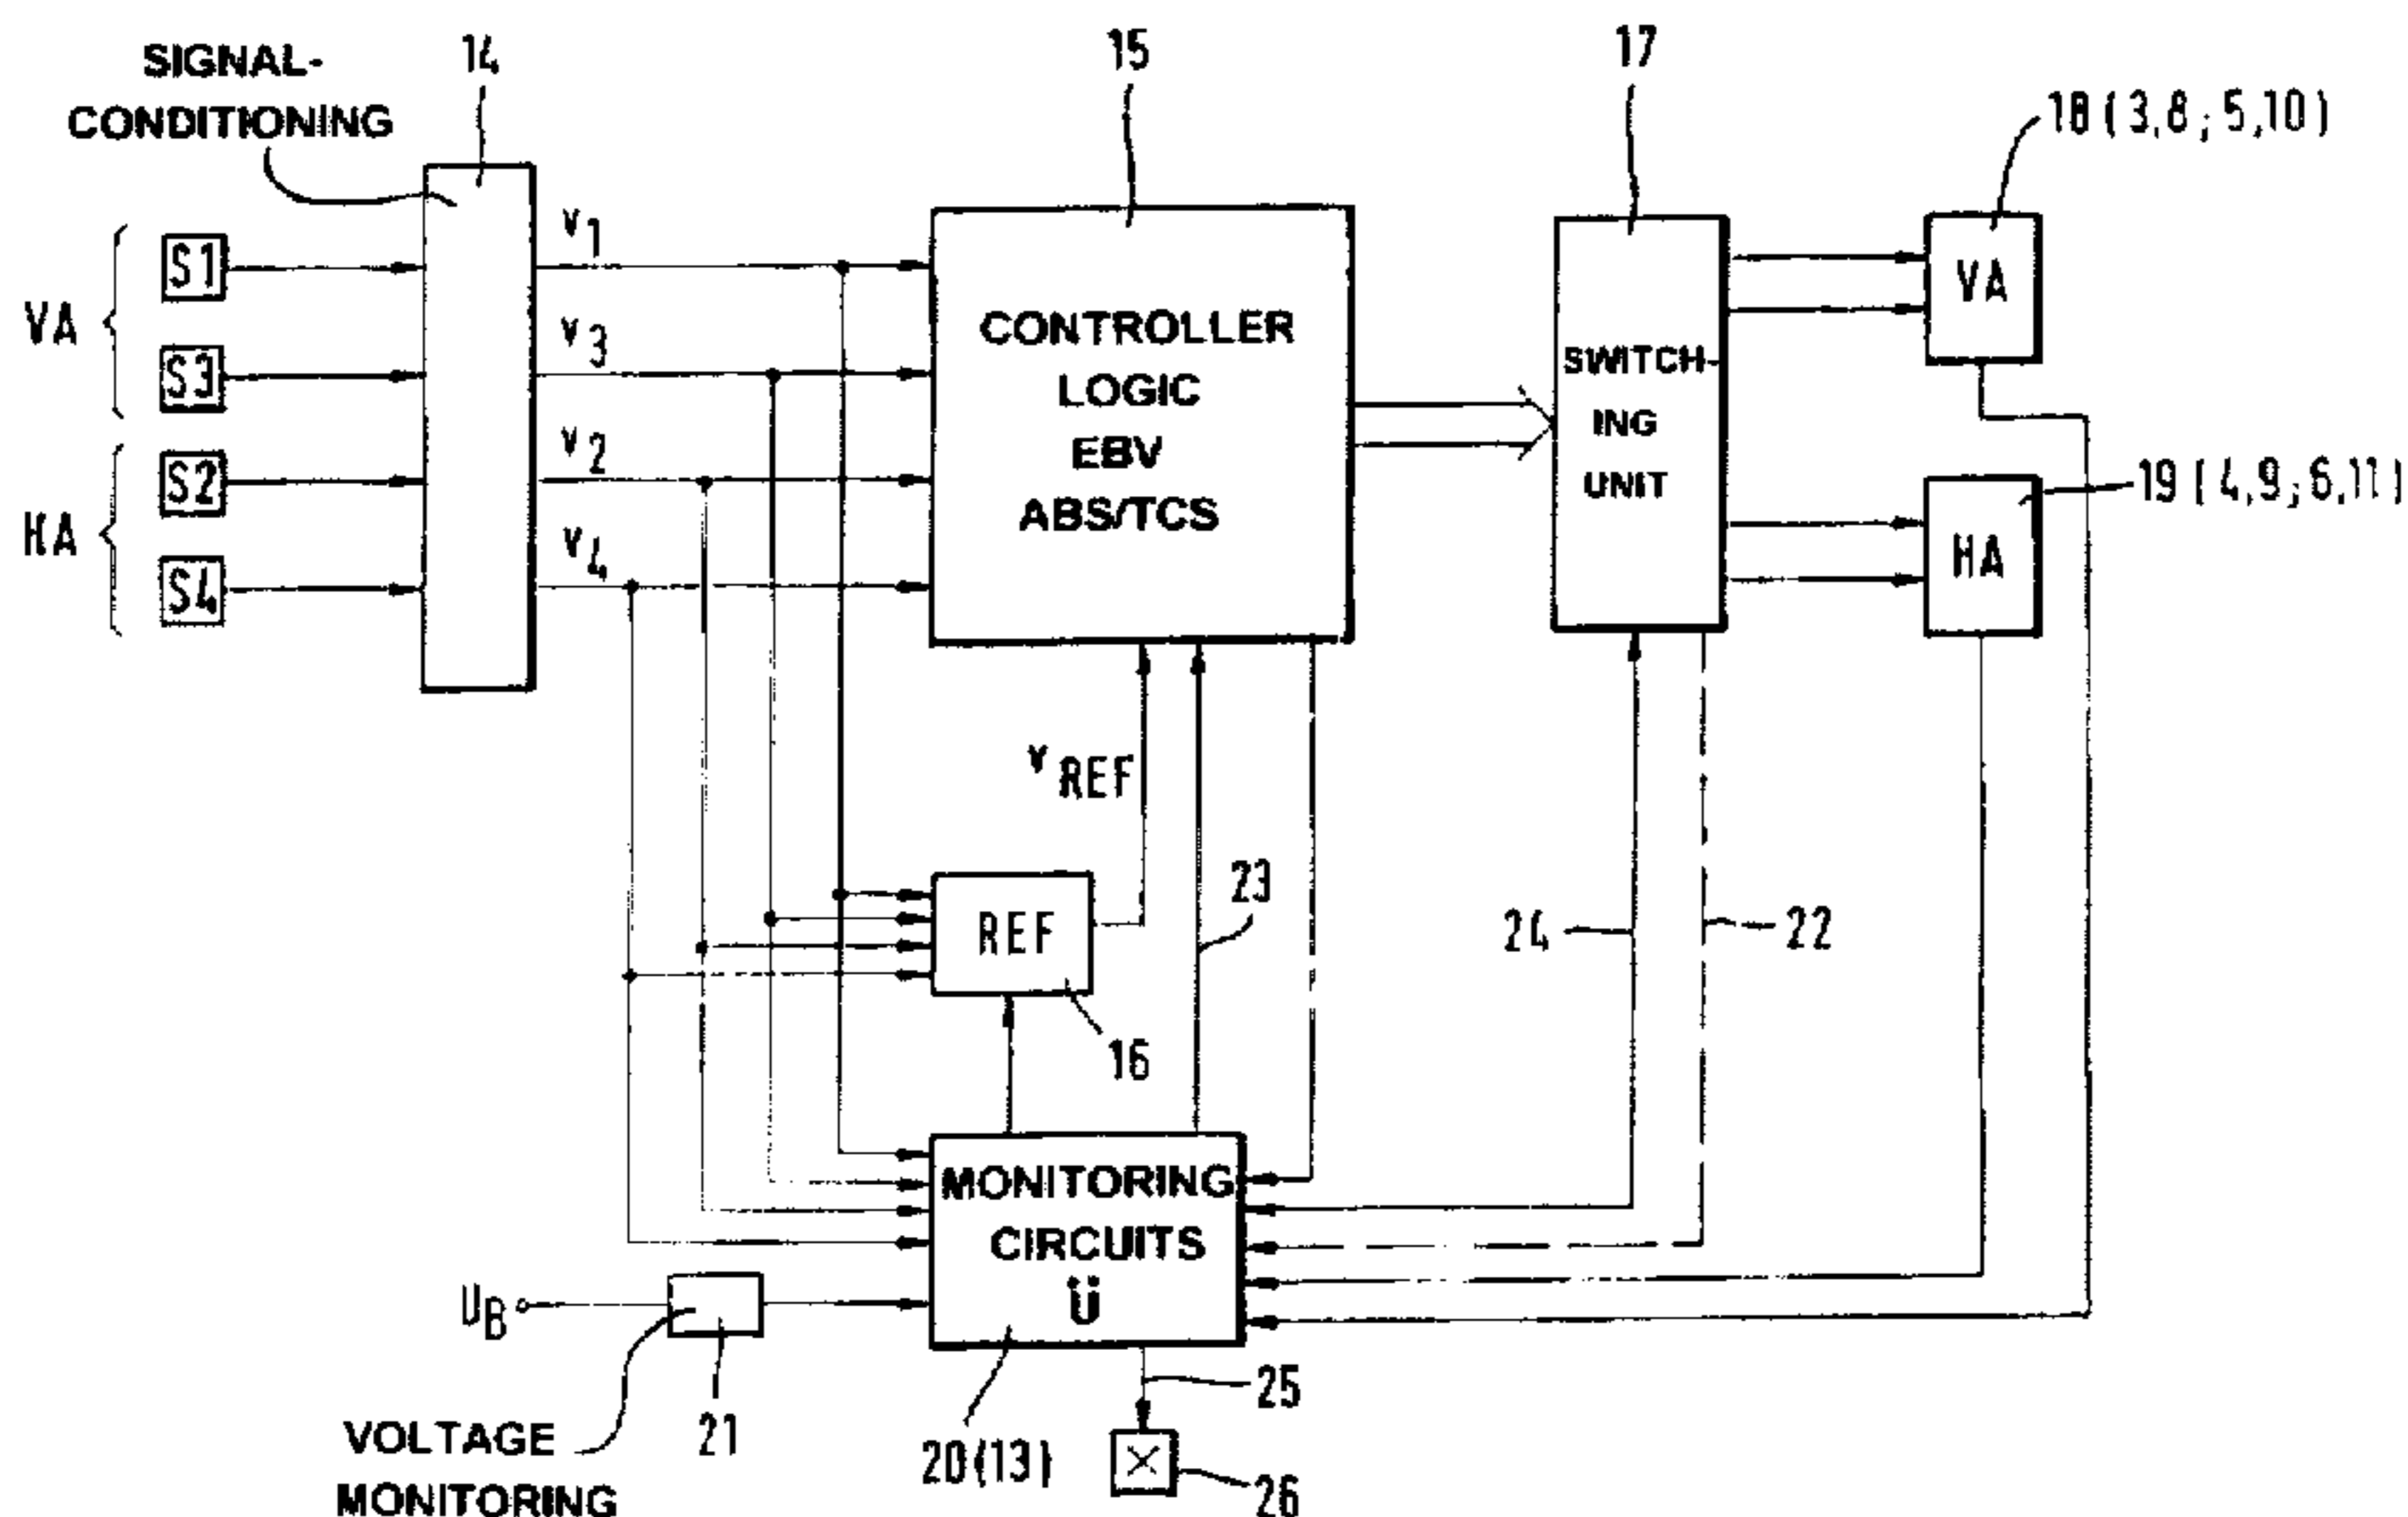 SIGNAL-
CONDITIONING
14
15
17
18 (3,8; 5,10)
VA
S1
S3
HA
S2
S4
v1
v3
v2
v4
CONTROLLER
LOGIC
EBV
ABS/TCS
SWITCH-
ING
UNIT
VA
HA
19 (4,9; 6,11)
vREF
REF
16
23
24
22
MONITORING
CIRCUITS
Ü
UB
21
VOLTAGE
MONITORING
20(13)
25
26